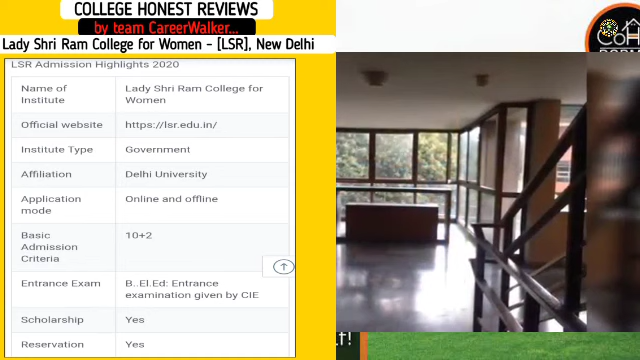 COLLEGE HONEST REVIEWS
by team CareerWalker...
Lady Shri Ram College for Women - [LSR], New Delhi
LSR Admission Highlights 2020
Name of Institute
Lady Shri Ram College for Women
Official website
https://lsr.edu.in/
Institute Type
Government
Affiliation
Delhi University
Application mode
Online and offline
Basic Admission Criteria
10+2
Entrance Exam
B..El.Ed: Entrance examination given by CIE
Scholarship
Yes
Reservation
Yes